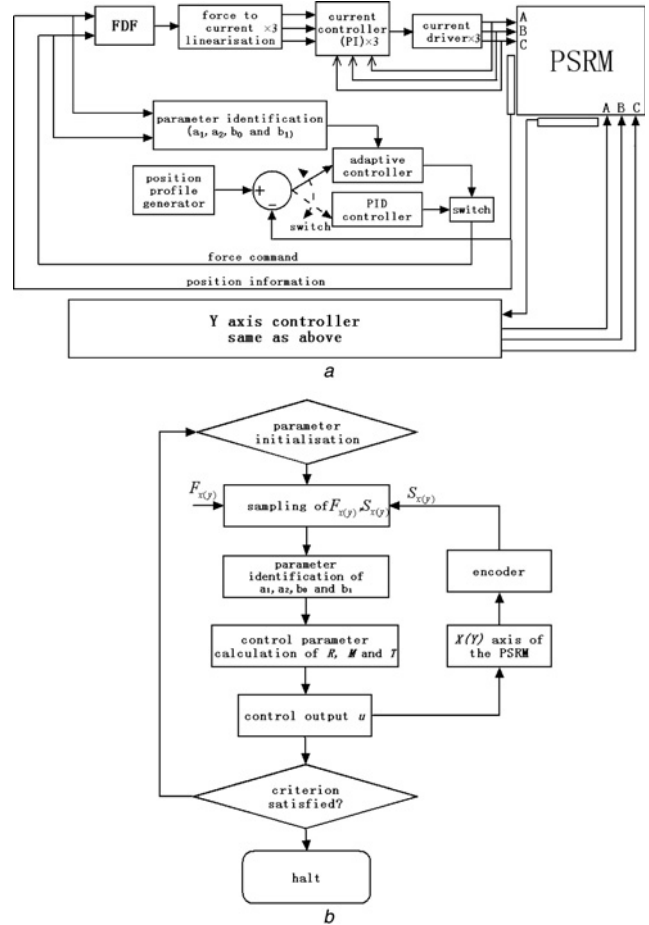 FDF
force to
current ×3
linearisation
current
controller
(PI)×3
current
driver×3
A
B
C
PSRM
A B C
parameter identification
(a₁, a₂, b₀ and b₁)
position
profile
generator
+
−
switch
adaptive
controller
PID
controller
switch
force command
position information
Y axis controller
same as above
a
parameter
initialisation
Fx(y)
sampling of Fx(y),Sx(y)
Sx(y)
parameter
identification of
a₁, a₂, b₀ and b₁
encoder
control parameter
calculation of R, M and T
X(Y) axis of
the PSRM
control output u
criterion
satisfied?
halt
b